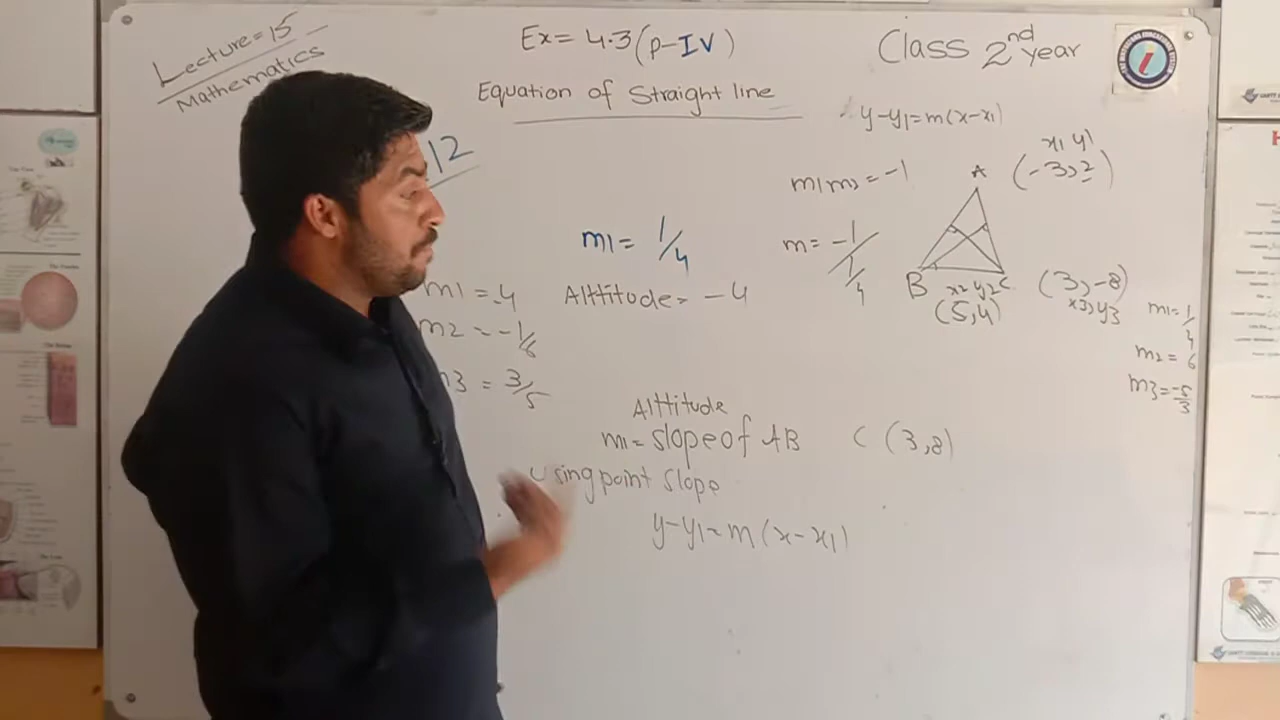 Lecture = 15
Mathematics
Ex = 4.3 (P-IV)
Class 2nd year
Equation of Straight line
y-y1=m(x-x1)
12
m1m2 = -1
A
x1 y1
(-3, 2)
m1 = 1/4
m = -1/1/4
B
x2 y2
C
(5,4)
(3, -8)
x3, y3
m1 = -4
Altitude = -4
m2 = -1/6
m3 = 3/5
m1 = 1/4
m2 = 6
m3 = -5/3
Altitude
m1 = slope of AB
C (3,8)
Using point Slope
y-y1 = m(x-x1)